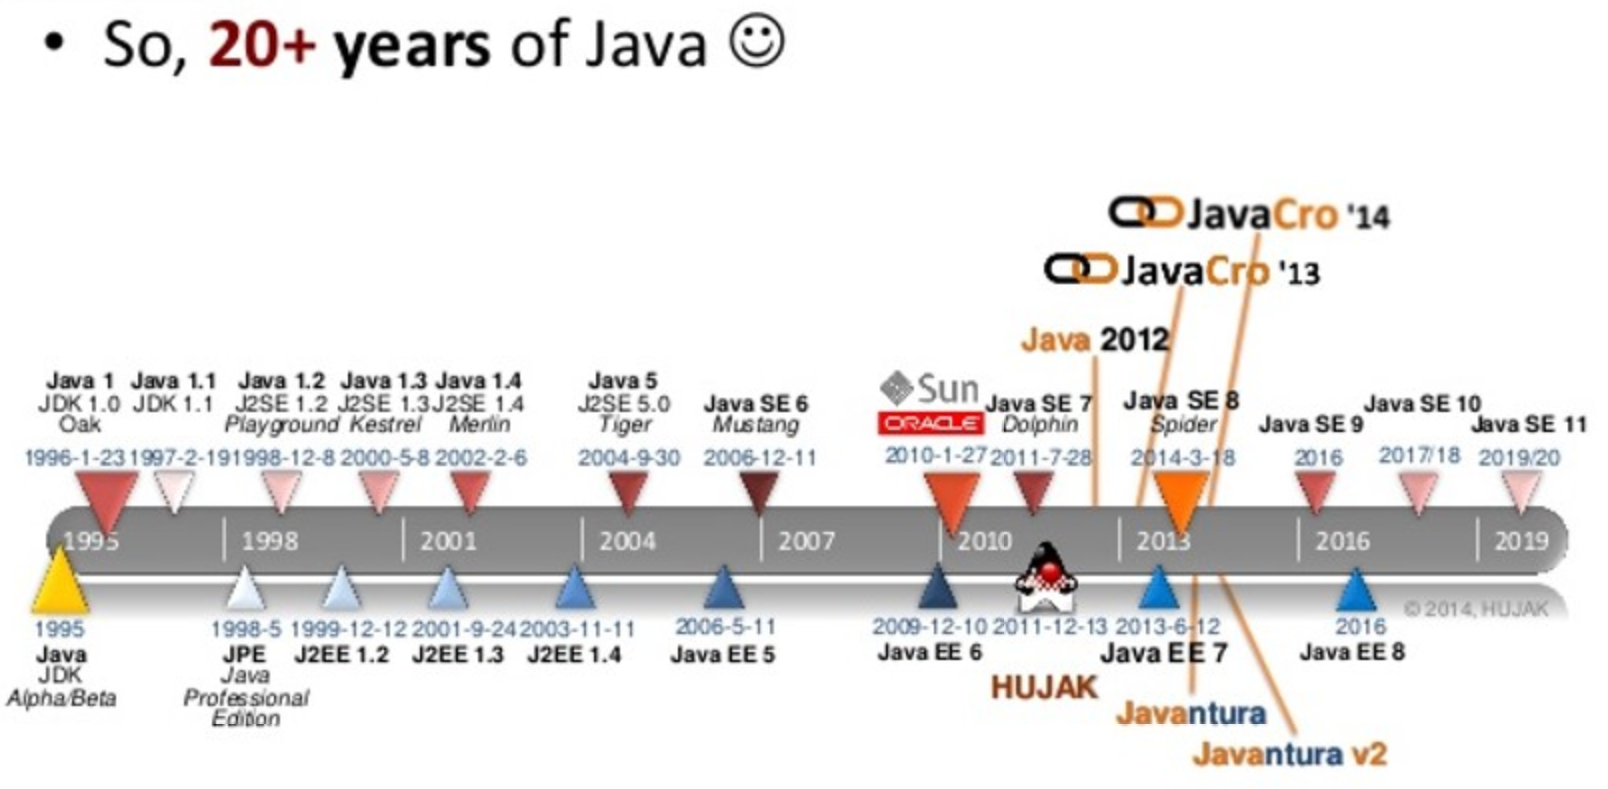 • So, 20+ years of Java ☺
JavaCro '14
JavaCro '13
Java 2012
Java 1 Java 1.1 Java 1.2 Java 1.3 Java 1.4 Java 5 Java SE 6 Sun Java SE 7 Java SE 8 Java SE 9 Java SE 10 Java SE 11
JDK 1.0 JDK 1.1 J2SE 1.2 J2SE 1.3 J2SE 1.4 J2SE 5.0 ORACLE
Oak Playground Kestrel Merlin Tiger Mustang Dolphin Spider
1996-1-23 1997-2-19 1998-12-8 2000-5-8 2002-2-6 2004-9-30 2006-12-11 2010-1-27 2011-7-28 2014-3-18 2016 2017/18 2019/20
1995 1998 2001 2004 2007 2010 2013 2016 2019
© 2014, HUJAK
1995 1998-5 1999-12-12 2001-9-24 2003-11-11 2006-5-11 2009-12-10 2011-12-13 2013-6-12 2016
Java JPE J2EE 1.2 J2EE 1.3 J2EE 1.4 Java EE 5 Java EE 6 Java EE 7 Java EE 8
JDK Java
Alpha/Beta Professional
Edition
HUJAK
Javantura
Javantura v2